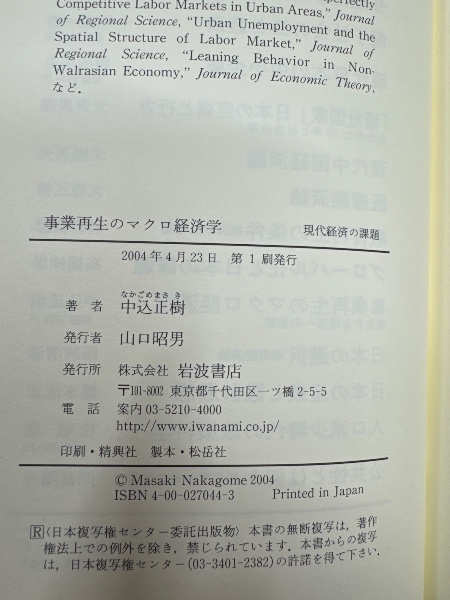 Competitive Labor Markets in Urban Areas,” Journal
of Regional Science, “Urban Unemployment and the
Spatial Structure of Labor Market,” Journal of
Regional Science, “Leaning Behavior in Non-
Walrasian Economy,” Journal of Economic Theory,
など.
事業再生のマクロ経済学 現代経済の課題
2004年4月23日 第1刷発行
なかごめまさき
著者 中込正樹
発行者 山口昭男
発行所 株式会社 岩波書店
〒101-8002 東京都千代田区一ツ橋2-5-5
電話 案内03-5210-4000
http://www.iwanami.co.jp/
印刷・精興社 製本・松岳社
© Masaki Nakagome 2004
ISBN 4-00-027044-3 Printed in Japan
R〈日本複写権センター委託出版物〉 本書の無断複写は,著作
権法上での例外を除き,禁じられています.本書からの複写
は,日本複写権センター(03-3401-2382)の許諾を得て下さい.